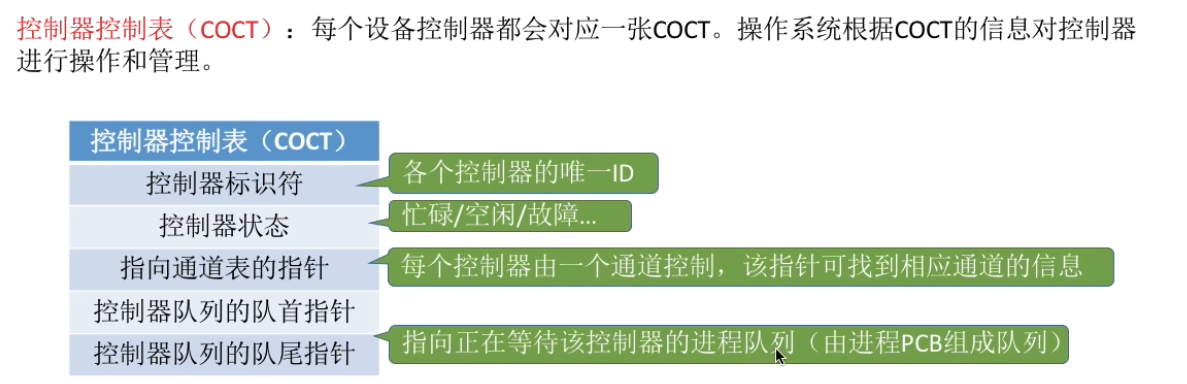 控制器控制表（COCT）：每个设备控制器都会对应一张COCT。操作系统根据COCT的信息对控制器
进行操作和管理。
控制器控制表（COCT）
控制器标识符
各个控制器的唯一ID
控制器状态
忙碌/空闲/故障...
指向通道表的指针
每个控制器由一个通道控制，该指针可找到相应通道的信息
控制器队列的队首指针
控制器队列的队尾指针
指向正在等待该控制器的进程队列（由进程PCB组成队列）